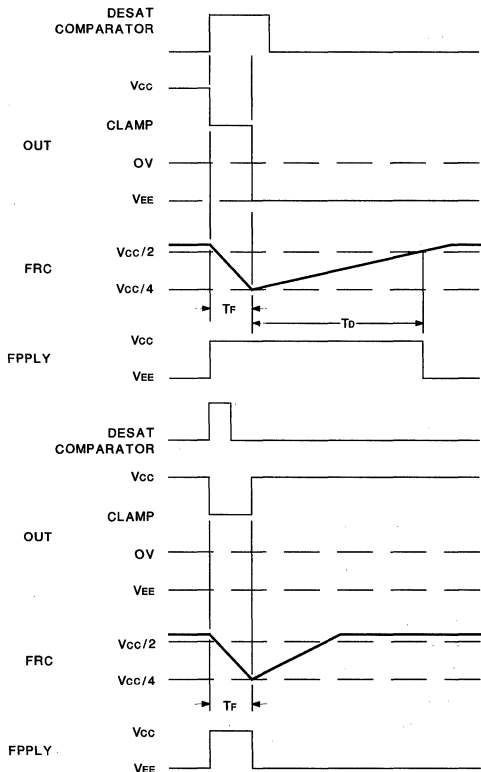 DESAT
COMPARATOR
VCC
CLAMP
OUT
OV
VEE
VCC/2
FRC
VCC/4
TF
TD
VCC
FPPLY
VEE
DESAT
COMPARATOR
VCC
CLAMP
OUT
OV
VEE
VCC/2
FRC
VCC/4
TF
VCC
FPPLY
VEE